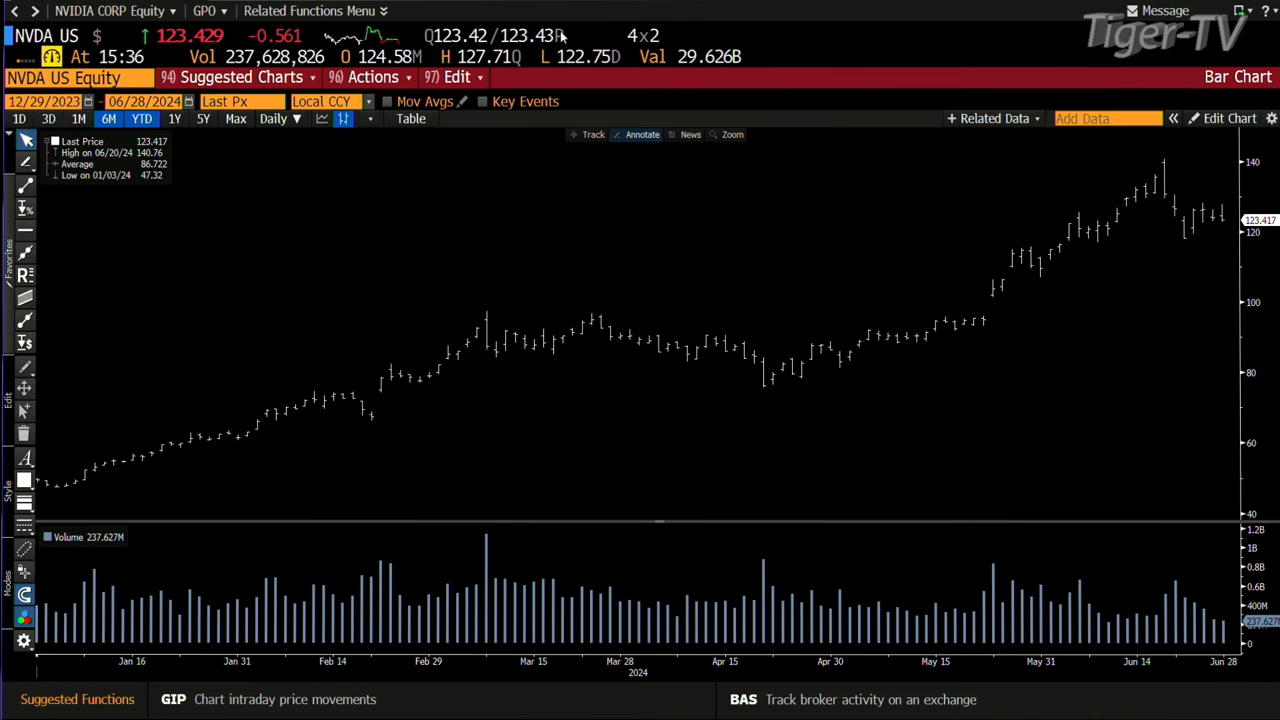 NVIDIA CORP Equity GPO Related Functions Menu Message
Tiger-TV
NVDA US $ 123.429 -0.561 Q123.42/123.43 4x2
At 15:36 Vol 237,628,826 O 124.58M H 127.71Q L 122.75D Val 29.626B
NVDA US Equity 94) Suggested Charts 96) Actions 97) Edit Bar Chart
12/29/2023 - 06/28/2024 Last Px Local CCY Mov Avgs Key Events
1D 3D 1M 6M YTD 1Y 5Y Max Daily Table + Related Data Add Data « Edit Chart
Track Annotate News Zoom
Last Price 123.417
High on 06/20/24 140.76
Average 86.722
Low on 01/03/24 47.32
140
123.417
120
100
80
60
40
Favorites
Edit
Style
Modes
Volume 237.627M
1.2B
1B
0.8B
0.6B
400M
237.627M
0
Jan 16 Jan 31 Feb 14 Feb 29 Mar 15 Mar 28 Apr 15 Apr 30 May 15 May 31 Jun 14 Jun 28
2024
Suggested Functions GIP Chart intraday price movements BAS Track broker activity on an exchange